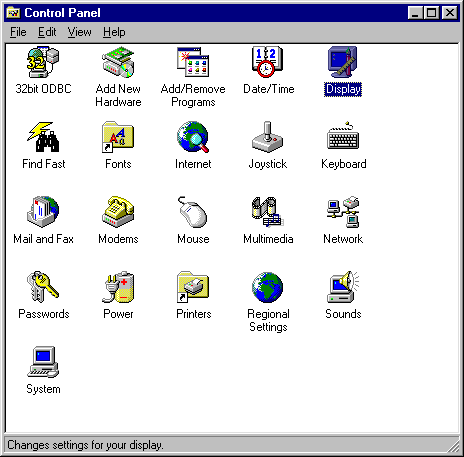 Control Panel
File Edit View Help
32bit ODBC
Add New
Hardware
Add/Remove
Programs
Date/Time
Display
Find Fast
Fonts
Internet
Joystick
Keyboard
Mail and Fax
Modems
Mouse
Multimedia
Network
Passwords
Power
Printers
Regional
Settings
Sounds
System
Changes settings for your display.